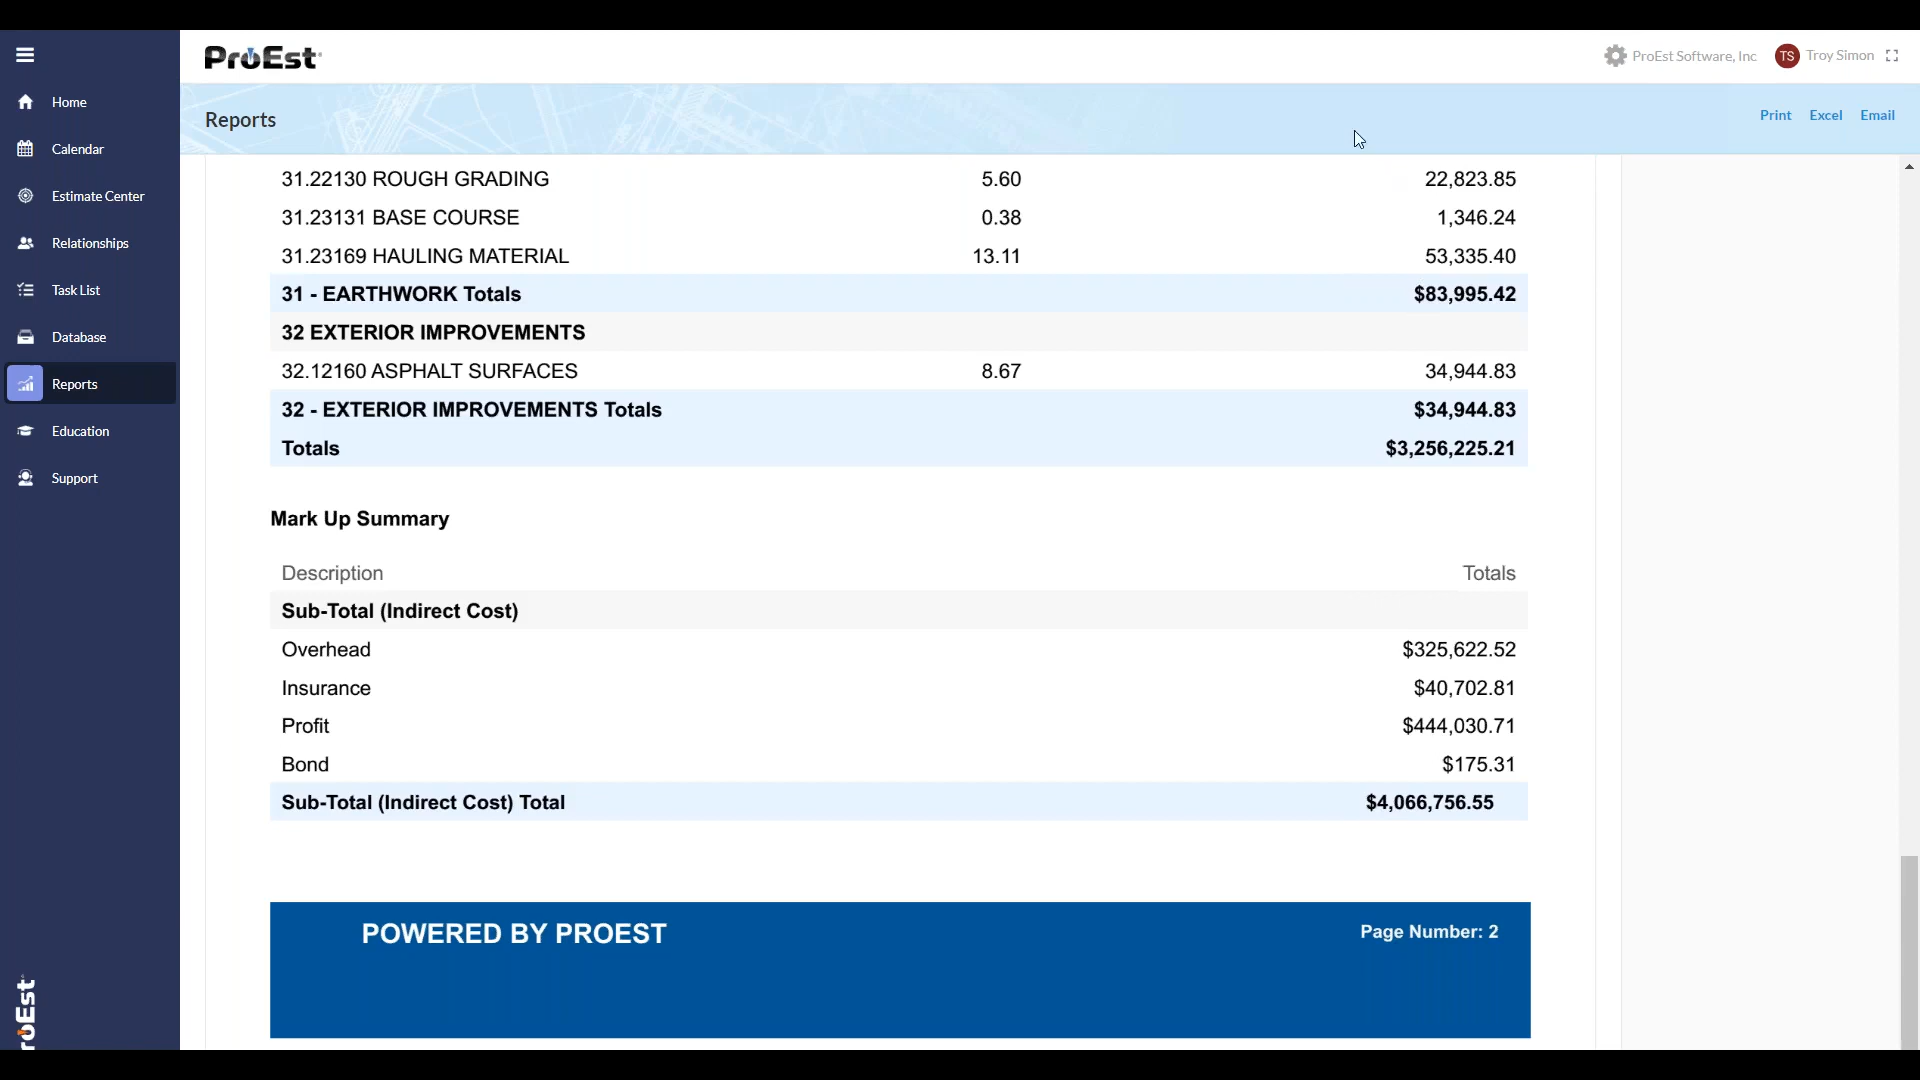 ProEst
ProEst Software, Inc
TS
Troy Simon
Home
Calendar
Estimate Center
Relationships
Task List
Database
Reports
Education
Support
Reports
Print Excel Email
31.22130 ROUGH GRADING 5.60 22,823.85
31.23131 BASE COURSE 0.38 1,346.24
31.23169 HAULING MATERIAL 13.11 53,335.40
31 - EARTHWORK Totals $83,995.42
32 EXTERIOR IMPROVEMENTS
32.12160 ASPHALT SURFACES 8.67 34,944.83
32 - EXTERIOR IMPROVEMENTS Totals $34,944.83
Totals $3,256,225.21
Mark Up Summary
Description Totals
Sub-Total (Indirect Cost)
Overhead $325,622.52
Insurance $40,702.81
Profit $444,030.71
Bond $175.31
Sub-Total (Indirect Cost) Total $4,066,756.55
POWERED BY PROEST Page Number: 2
roEst